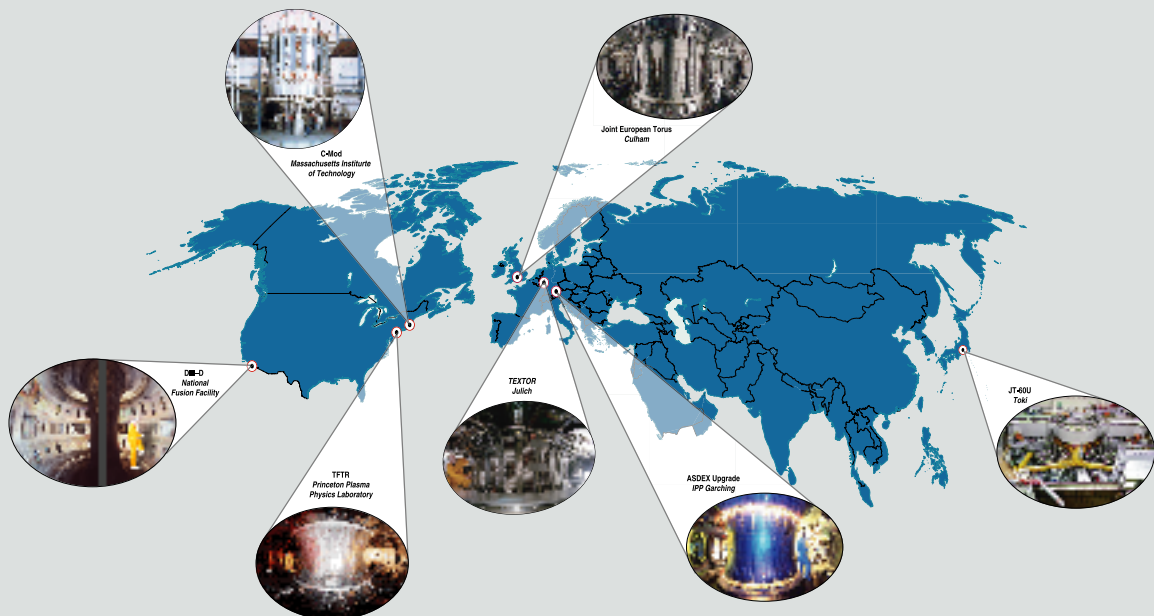 C-Mod
Massachusetts Institurte
of Technology
Joint European Torus
Culham
National
Fusion Facility
TFTR
Princeton Plasma
Physics Laboratory
TEXTOR
Julich
ASDEX Upgrade
IPP Garching
JT-60U
Toki